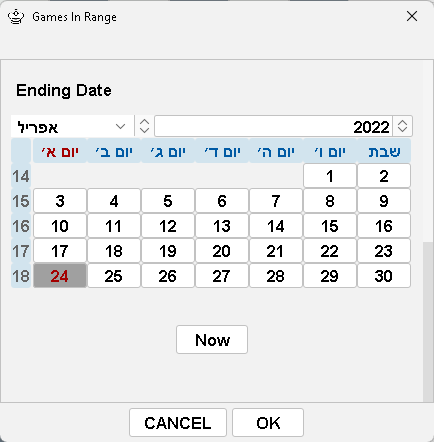 Games In Range
Ending Date
אפריל 2022
יום א׳ יום ב׳ יום ג׳ יום ד׳ יום ה׳ יום ו׳ שבת
14 1 2
15 3 4 5 6 7 8 9
16 10 11 12 13 14 15 16
17 17 18 19 20 21 22 23
18 24 25 26 27 28 29 30
Now
CANCEL OK